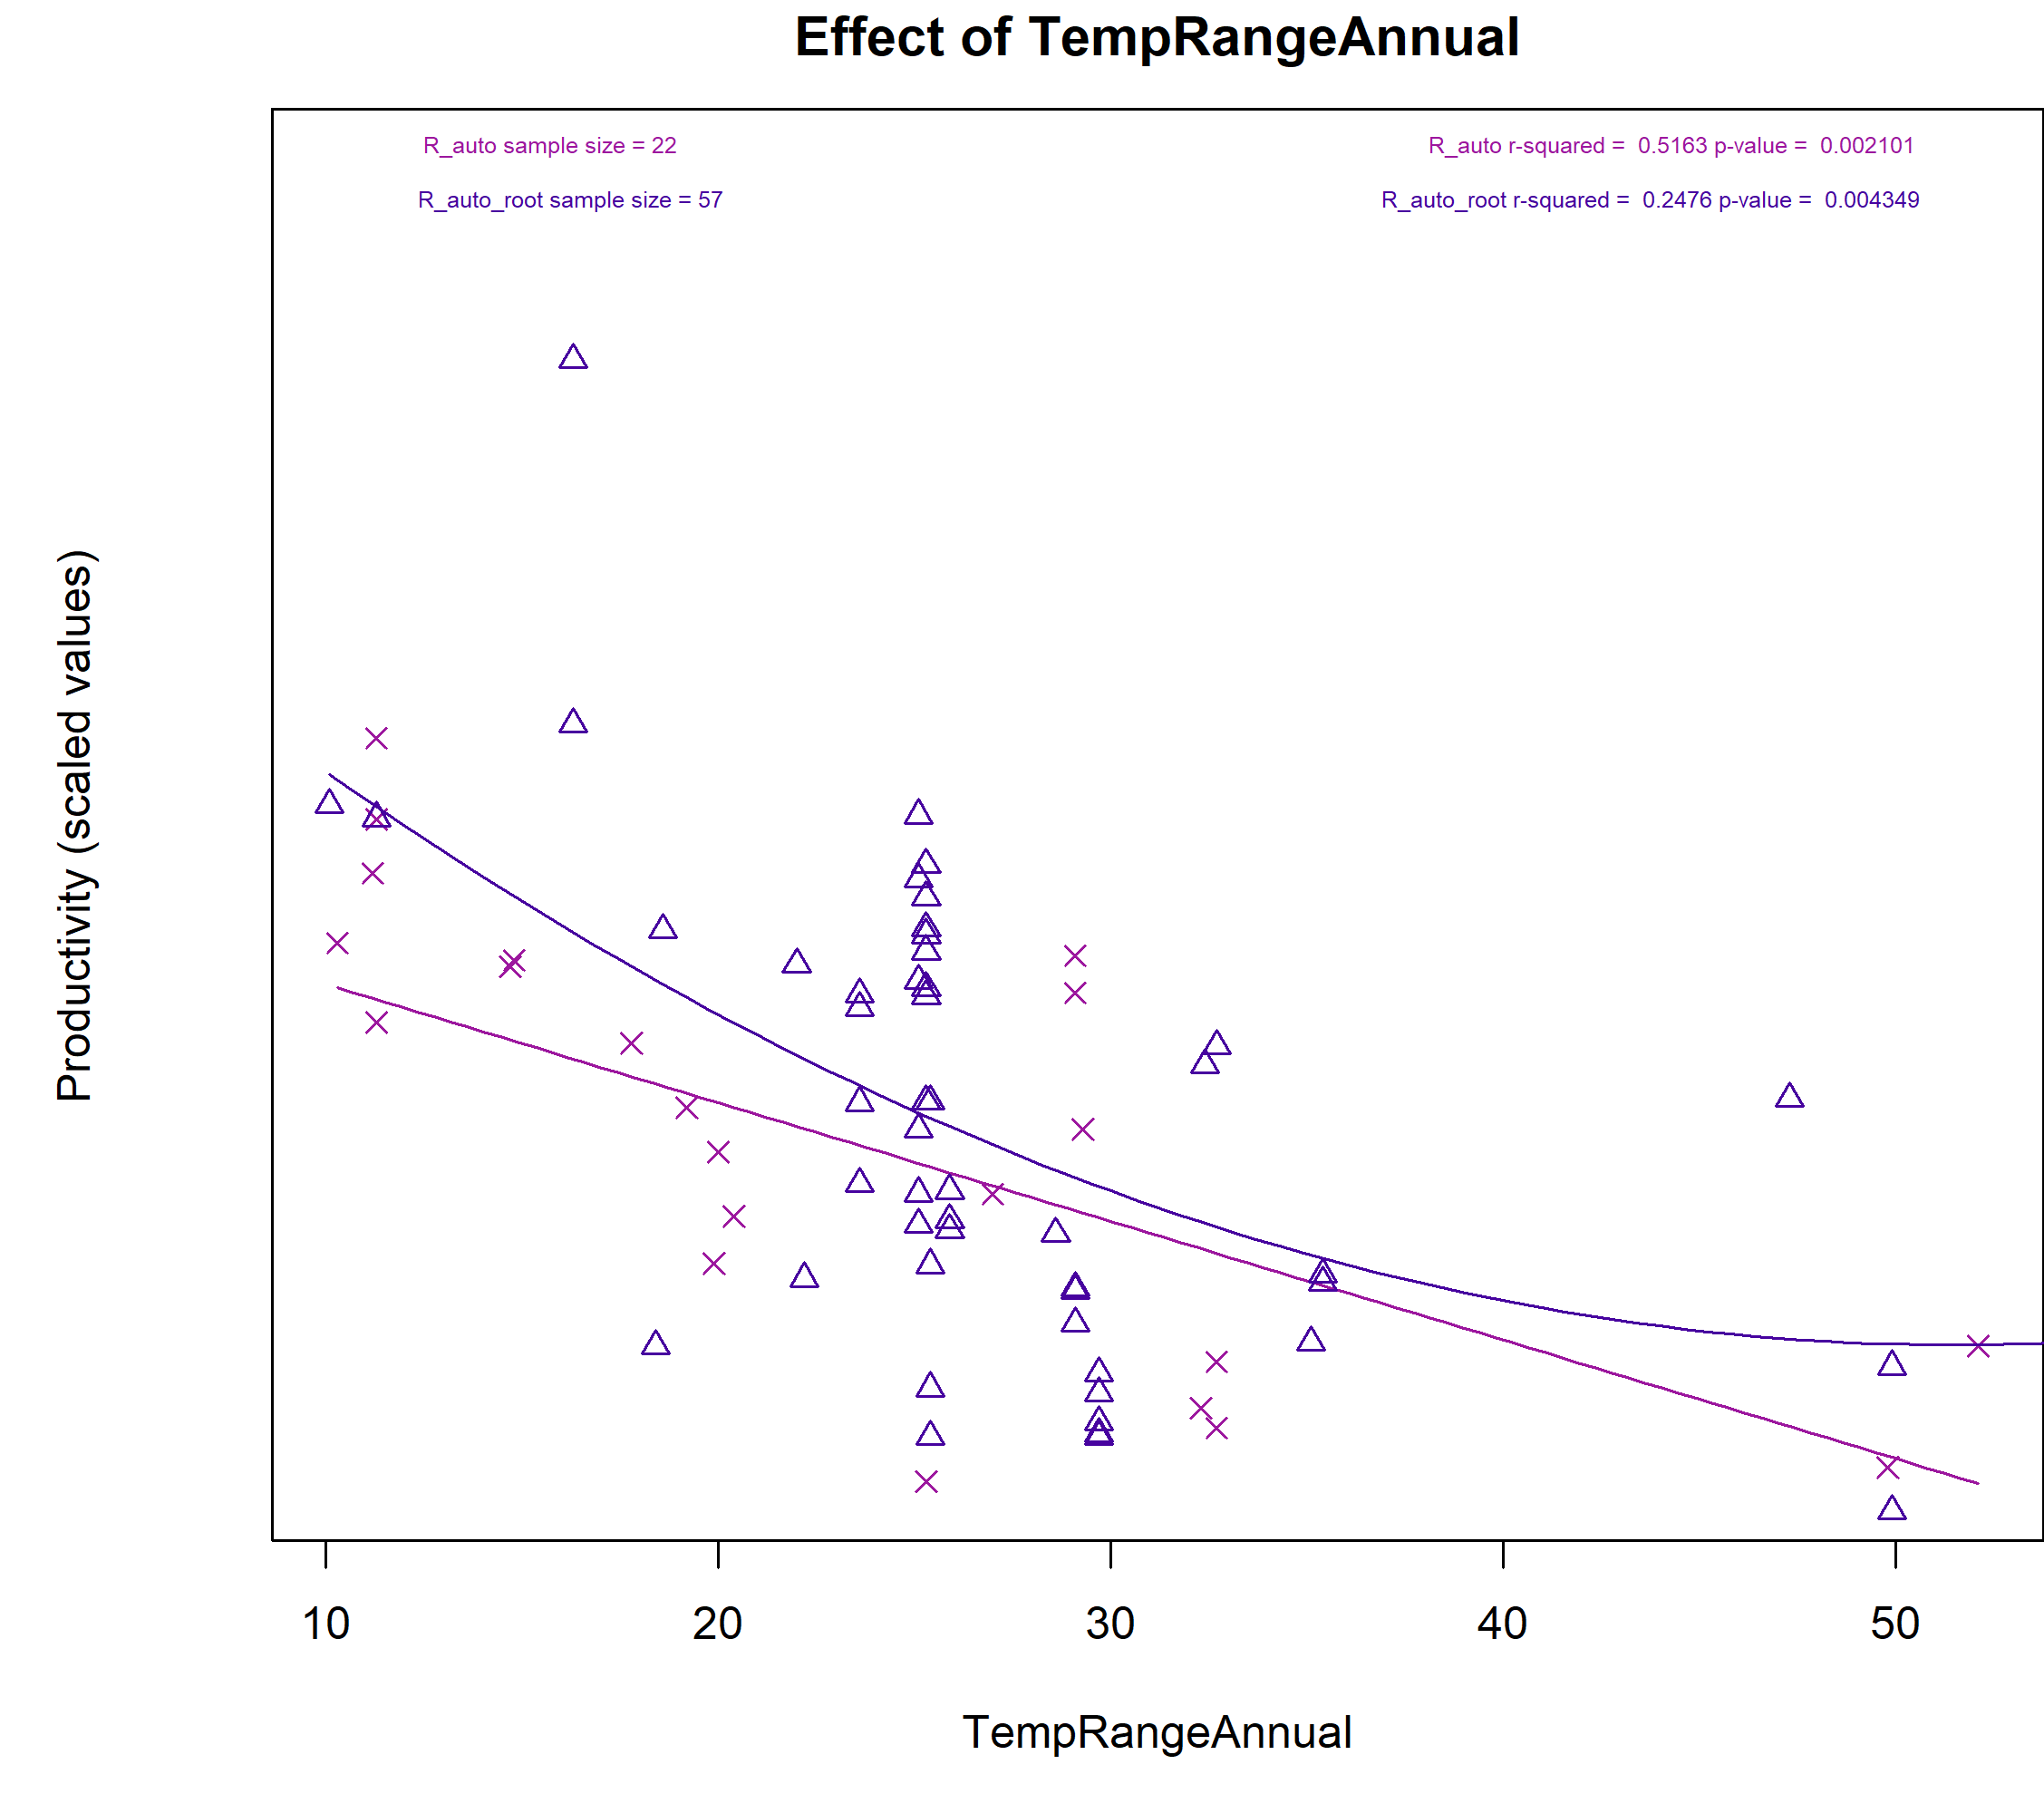 Effect of TempRangeAnnual
R_auto sample size = 22
R_auto r-squared =  0.5163 p-value =  0.002101
R_auto_root sample size = 57
R_auto_root r-squared =  0.2476 p-value =  0.004349
Productivity (scaled values)
10 20 30 40 50
TempRangeAnnual